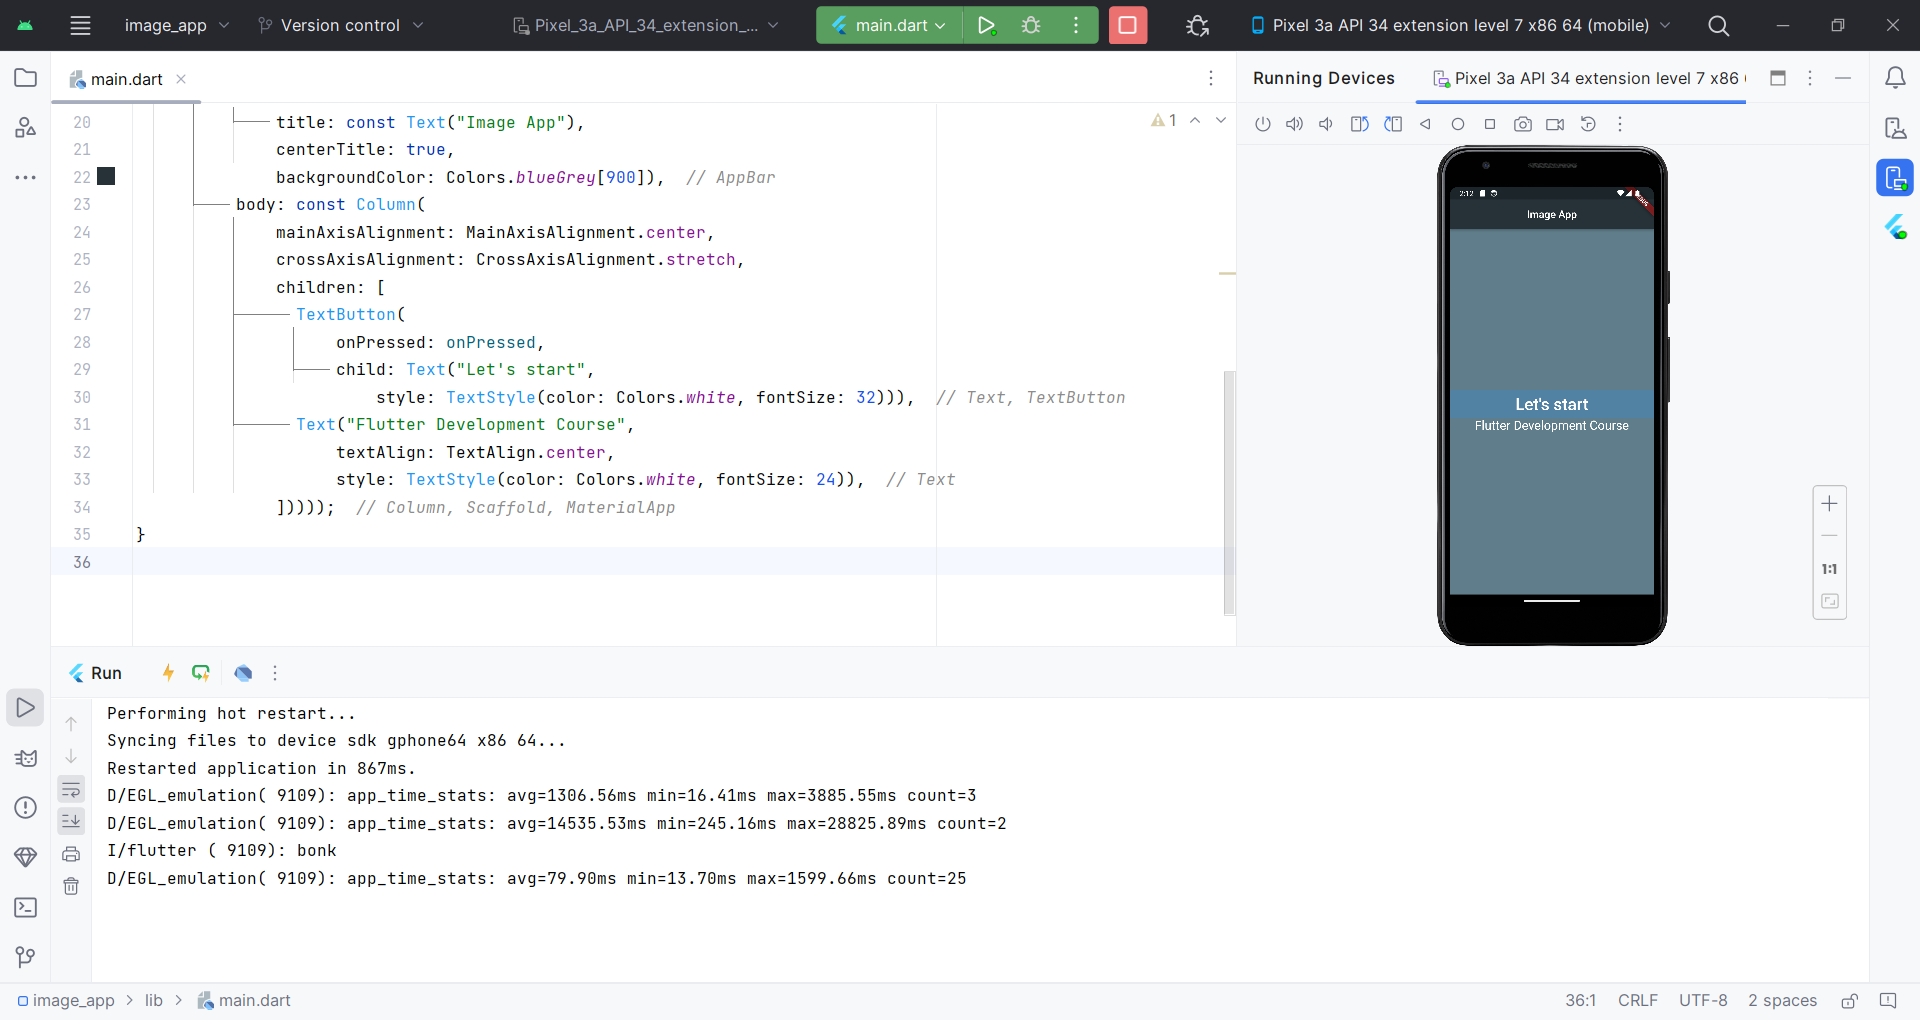 image_app
Version control
Pixel_3a_API_34_extension_...
main.dart
Pixel 3a API 34 extension level 7 x86 64 (mobile)
main.dart
Running Devices
Pixel 3a API 34 extension level 7 x86
20 title: const Text("Image App"),
1
21 centerTitle: true,
22 backgroundColor: Colors.blueGrey[900]), // AppBar
23 body: const Column(
24 mainAxisAlignment: MainAxisAlignment.center,
25 crossAxisAlignment: CrossAxisAlignment.stretch,
26 children: [
27 TextButton(
28 onPressed: onPressed,
29 child: Text("Let's start",
30 style: TextStyle(color: Colors.white, fontSize: 32))), // Text, TextButton
31 Text("Flutter Development Course",
32 textAlign: TextAlign.center,
33 style: TextStyle(color: Colors.white, fontSize: 24)), // Text
34 ]))); // Column, Scaffold, MaterialApp
35 }
36
2:12
DEBUG
Image App
Let's start
Flutter Development Course
1:1
Run
Performing hot restart...
Syncing files to device sdk gphone64 x86 64...
Restarted application in 867ms.
D/EGL_emulation( 9109): app_time_stats: avg=1306.56ms min=16.41ms max=3885.55ms count=3
D/EGL_emulation( 9109): app_time_stats: avg=14535.53ms min=245.16ms max=28825.89ms count=2
I/flutter ( 9109): bonk
D/EGL_emulation( 9109): app_time_stats: avg=79.90ms min=13.70ms max=1599.66ms count=25
image_app > lib > main.dart
36:1 CRLF UTF-8 2 spaces